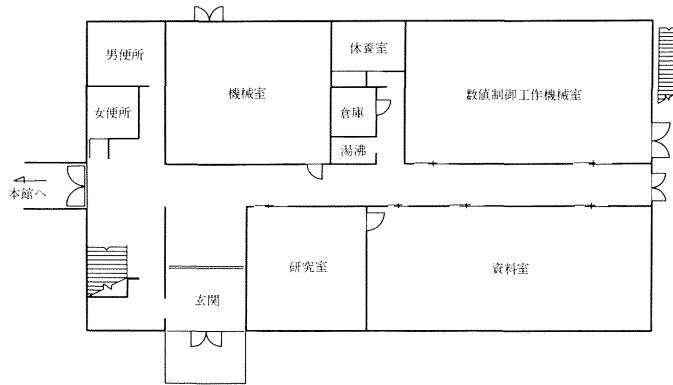 男便所
機械室
休養室
数値制御工作機械室
女便所
倉庫
湯沸
本館へ
研究室
資料室
玄関